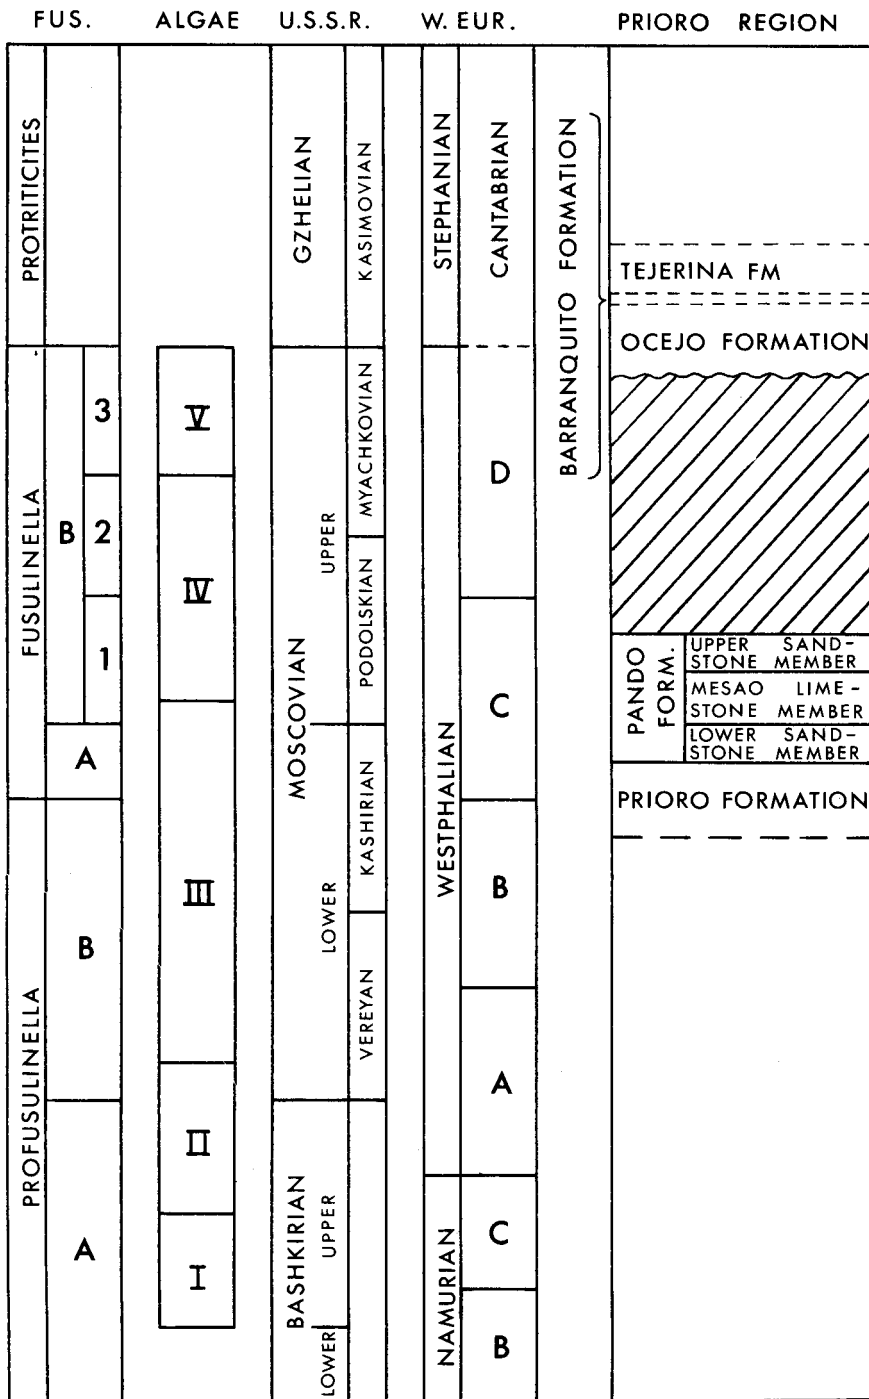 FUS. ALGAE U.S.S.R. W. EUR. PRIORO REGION
PROTRITICITES
FUSULINELLA
PROFUSULINELLA
B
3
2
1
A
B
A
V
IV
III
II
I
GZHELIAN
MOSCOVIAN
UPPER
LOWER
BASHKIRIAN
UPPER
LOWER
KASIMOVIAN
MYACHKOVIAN
PODOLSKIAN
KASHIRIAN
VEREYAN
STEPHANIAN
WESTPHALIAN
NAMURIAN
CANTABRIAN
D
C
B
A
C
B
BARRANQUITO FORMATION
TEJERINA FM
OCEJO FORMATION
PANDO
FORM.
UPPER SAND-
STONE MEMBER
MESAO LIME-
STONE MEMBER
LOWER SAND-
STONE MEMBER
PRIORO FORMATION